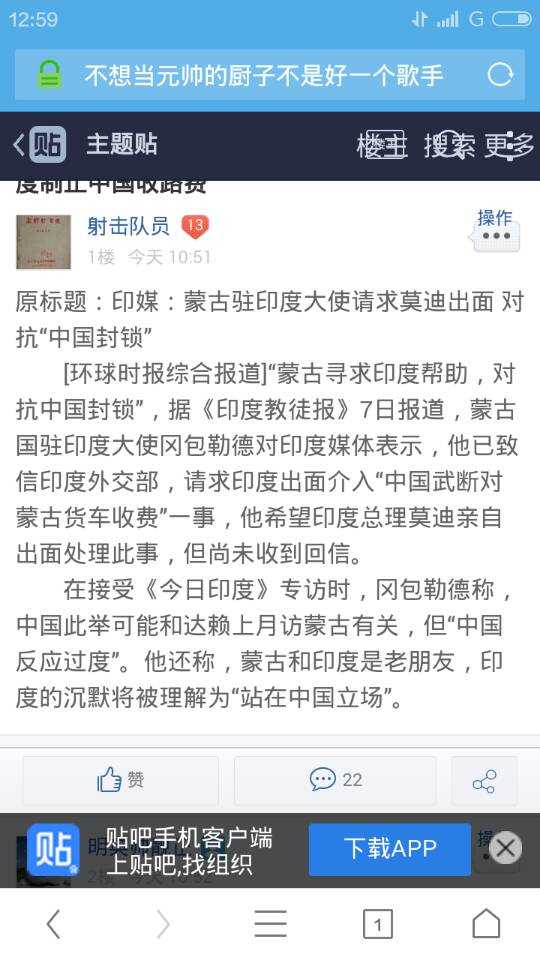 12:59
G
不想当元帅的厨子不是好一个歌手
贴 主题贴 楼主 搜索 更多
度制止中国收路费
射击队员 13
操作
1楼 今天 10:51
原标题：印媒：蒙古驻印度大使请求莫迪出面 对
抗“中国封锁”
[环球时报综合报道]“蒙古寻求印度帮助，对
抗中国封锁”，据《印度教徒报》7日报道，蒙古
国驻印度大使冈包勒德对印度媒体表示，他已致
信印度外交部，请求印度出面介入“中国武断对
蒙古货车收费”一事，他希望印度总理莫迪亲自
出面处理此事，但尚未收到回信。
在接受《今日印度》专访时，冈包勒德称，
中国此举可能和达赖上月访蒙古有关，但“中国
反应过度”。他还称，蒙古和印度是老朋友，印
度的沉默将被理解为“站在中国立场”。
赞
22
贴
贴吧手机客户端
上贴吧,找组织
下载APP
操
1